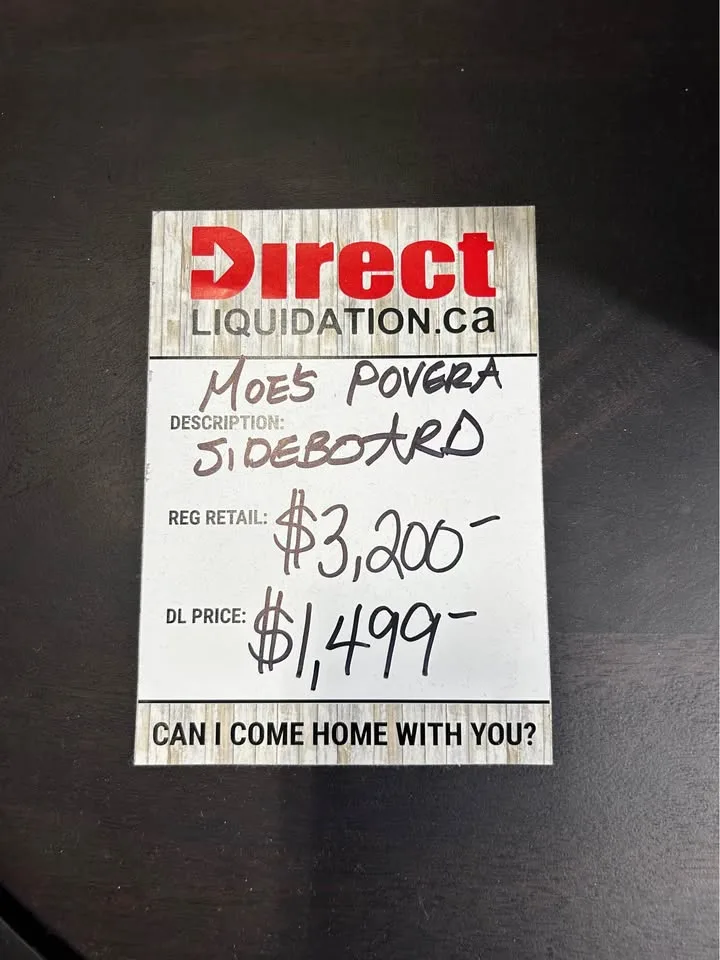 Direct
LIQUIDATION.ca
MOE'S POVERA
DESCRIPTION:
SIDEBOARD
REG RETAIL: $3,200-
DL PRICE: $1,499-
CAN I COME HOME WITH YOU?